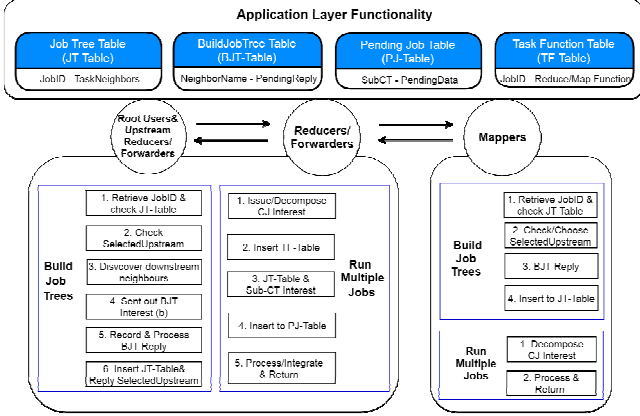 Application Layer Functionality
Job Tree Table
(JT Table)
JobID - TaskNeighbors
BuildJobTree Table
(BJT-Table)
NeighborName - PendingReply
Pending Job Table
(PJ-Table)
SubCT - PendingData
Task Function Table
(TF Table)
JobID - Reduce/Map Function
Root Users&
Upstream
Reducers/
Forwarders
Reducers/
Forwarders
Mappers
Build
Job
Trees
1. Retrieve JobID &
check JT-Table
2. Check
SelectedUpstream
3. Disvcover downstream
neighbours
4. Sent out BJT
Interest (b)
5. Record & Process
BJT Reply
6. Insert JT-Table&
Reply SelectedUpstream
1. Issue/Decompose
CJ Interest
2. Insert TF-Table
3. JT-Table &
Sub-CT Interest
4. Insert to PJ-Table
5. Process/Integrate
& Return
Run
Multiple
Jobs
Build
Job
Trees
1. Retrieve JobID &
check JT Table
2. Check/Choose
SelectedUpstream
3. BJT Reply
4. Insert to JT-Table
Run
Multiple
Jobs
1. Decompose
CJ Interest
2. Process &
Return